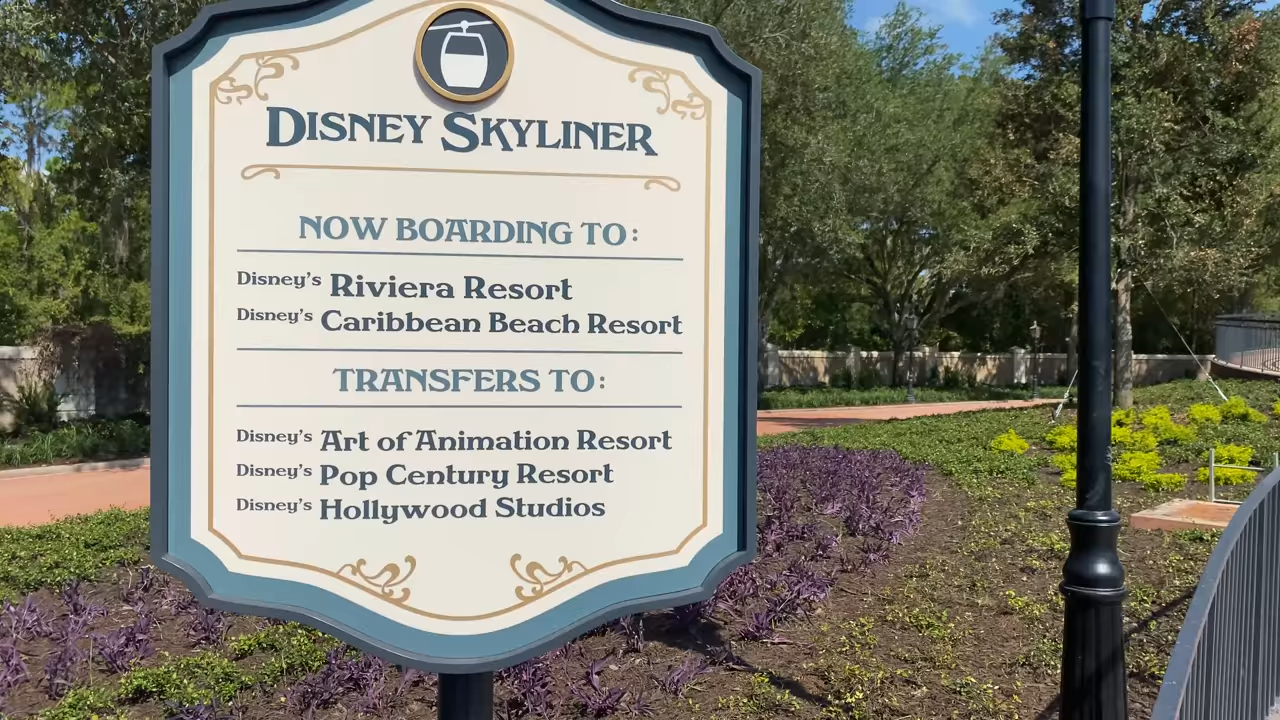 Disney Skyliner
NOW BOARDING TO:
Disney's Riviera Resort
Disney's Caribbean Beach Resort
TRANSFERS TO:
Disney's Art of Animation Resort
Disney's Pop Century Resort
Disney's Hollywood Studios